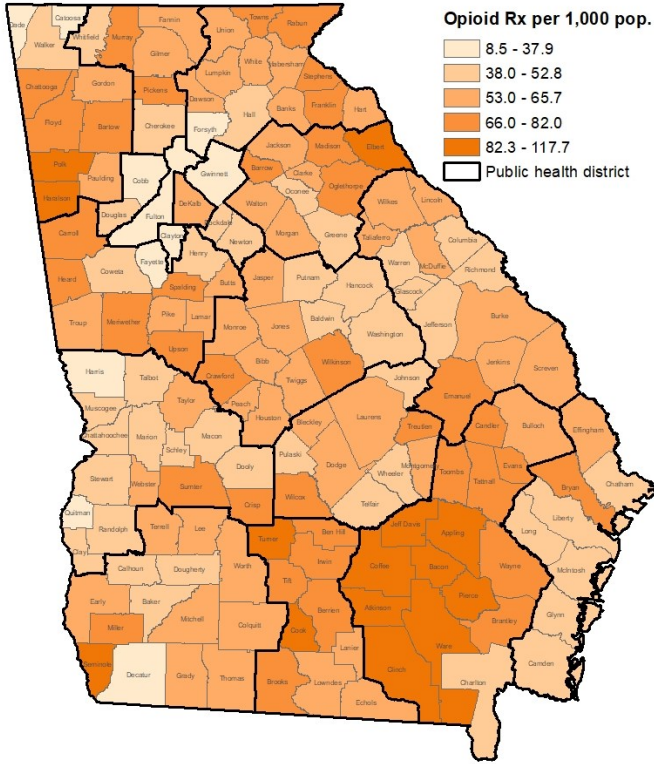 Opioid Rx per 1,000 pop.
8.5 - 37.9
38.0 - 52.8
53.0 - 65.7
66.0 - 82.0
82.3 - 117.7
Public health district
Dade Catoosa Fannin Towns Rabun
Walker Whitfield Murray Union
Gilmer White Habersham
Chattooga Gordon Pickens Lumpkin Stephens
Dawson Banks Franklin Hart
Floyd Bartow Cherokee Forsyth Hall
Jackson Madison Elbert
Polk Paulding Cobb Gwinnett Barrow Clarke Oglethorpe
Haralson Fulton DeKalb Walton Oconee Wilkes Lincoln
Douglas Rockdale Morgan Greene Taliaferro Columbia
Carroll Clayton Newton Warren McDuffie Richmond
Fayette Henry
Coweta Glascock
Heard Spalding Butts Jasper Putnam Hancock
Troup Meriwether Pike Lamar Monroe Jones Baldwin Jefferson Burke
Upson Washington
Bibb Wilkinson Jenkins Screven
Harris Talbot Crawford Twiggs Johnson
Taylor Peach Emanuel
Muscogee Houston Laurens
Chattahoochee Marion Macon Bleckley Treutlen Candler Bulloch Effingham
Schley Pulaski
Stewart Dooly Dodge Wheeler Montgomery Toombs Evans Bryan Chatham
Webster Sumter Tattnall
Quitman Crisp Wilcox Telfair
Randolph Terrell Lee Turner Ben Hill Jeff Davis Appling Long Liberty
Clay Calhoun Dougherty Worth Irwin Coffee Bacon Wayne McIntosh
Early Baker Tift
Mitchell Colquitt Berrien Atkinson Pierce
Miller Cook Brantley Glynn
Lanier Ware
Seminole Decatur Grady Thomas Brooks Lowndes Clinch Charlton Camden
Echols